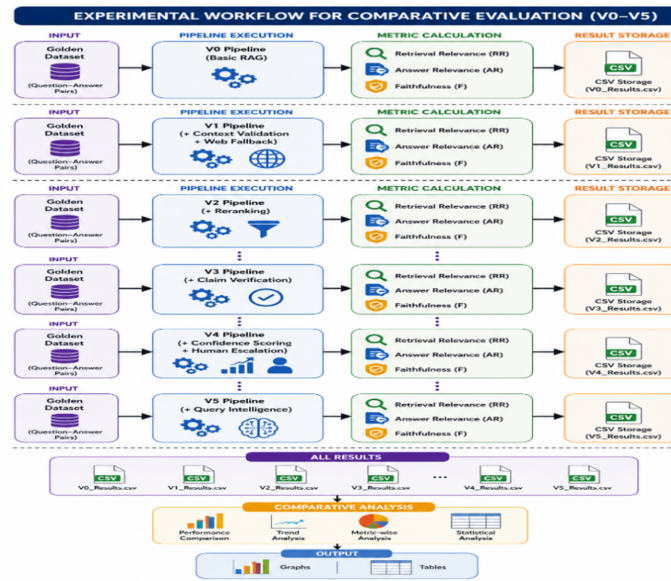 EXPERIMENTAL WORKFLOW FOR COMPARATIVE EVALUATION (V0–V5)
INPUT
PIPELINE EXECUTION
METRIC CALCULATION
RESULT STORAGE
Golden
Dataset
(Question–Answer
Pairs)
V0 Pipeline
(Basic RAG)
Retrieval Relevance (RR)
Answer Relevance (AR)
Faithfulness (F)
CSV
CSV Storage
(V0_Results.csv)
INPUT
PIPELINE EXECUTION
METRIC CALCULATION
RESULT STORAGE
Golden
Dataset
(Question–Answer
Pairs)
V1 Pipeline
(+ Context Validation
+ Web Fallback)
Retrieval Relevance (RR)
Answer Relevance (AR)
Faithfulness (F)
CSV
CSV Storage
(V1_Results.csv)
INPUT
PIPELINE EXECUTION
METRIC CALCULATION
RESULT STORAGE
Golden
Dataset
(Question–Answer
Pairs)
V2 Pipeline
(+ Reranking)
Retrieval Relevance (RR)
Answer Relevance (AR)
Faithfulness (F)
CSV
CSV Storage
(V2_Results.csv)
INPUT
Golden
Dataset
(Question–Answer
Pairs)
V3 Pipeline
(+ Claim Verification)
Retrieval Relevance (RR)
Answer Relevance (AR)
Faithfulness (F)
CSV
CSV Storage
(V3_Results.csv)
INPUT
Golden
Dataset
(Question–Answer
Pairs)
V4 Pipeline
(+ Confidence Scoring
+ Human Escalation)
Retrieval Relevance (RR)
Answer Relevance (AR)
Faithfulness (F)
CSV
CSV Storage
(V4_Results.csv)
INPUT
Golden
Dataset
(Question–Answer
Pairs)
V5 Pipeline
(+ Query Intelligence)
Retrieval Relevance (RR)
Answer Relevance (AR)
Faithfulness (F)
CSV
CSV Storage
(V5_Results.csv)
ALL RESULTS
CSV CSV CSV CSV ... CSV CSV
V0_Results.csv V1_Results.csv V2_Results.csv V3_Results.csv V4_Results.csv V5_Results.csv
COMPARATIVE ANALYSIS
Performance
Comparison
Trend
Analysis
Metric-wise
Analysis
Statistical
Analysis
OUTPUT
Graphs
Tables